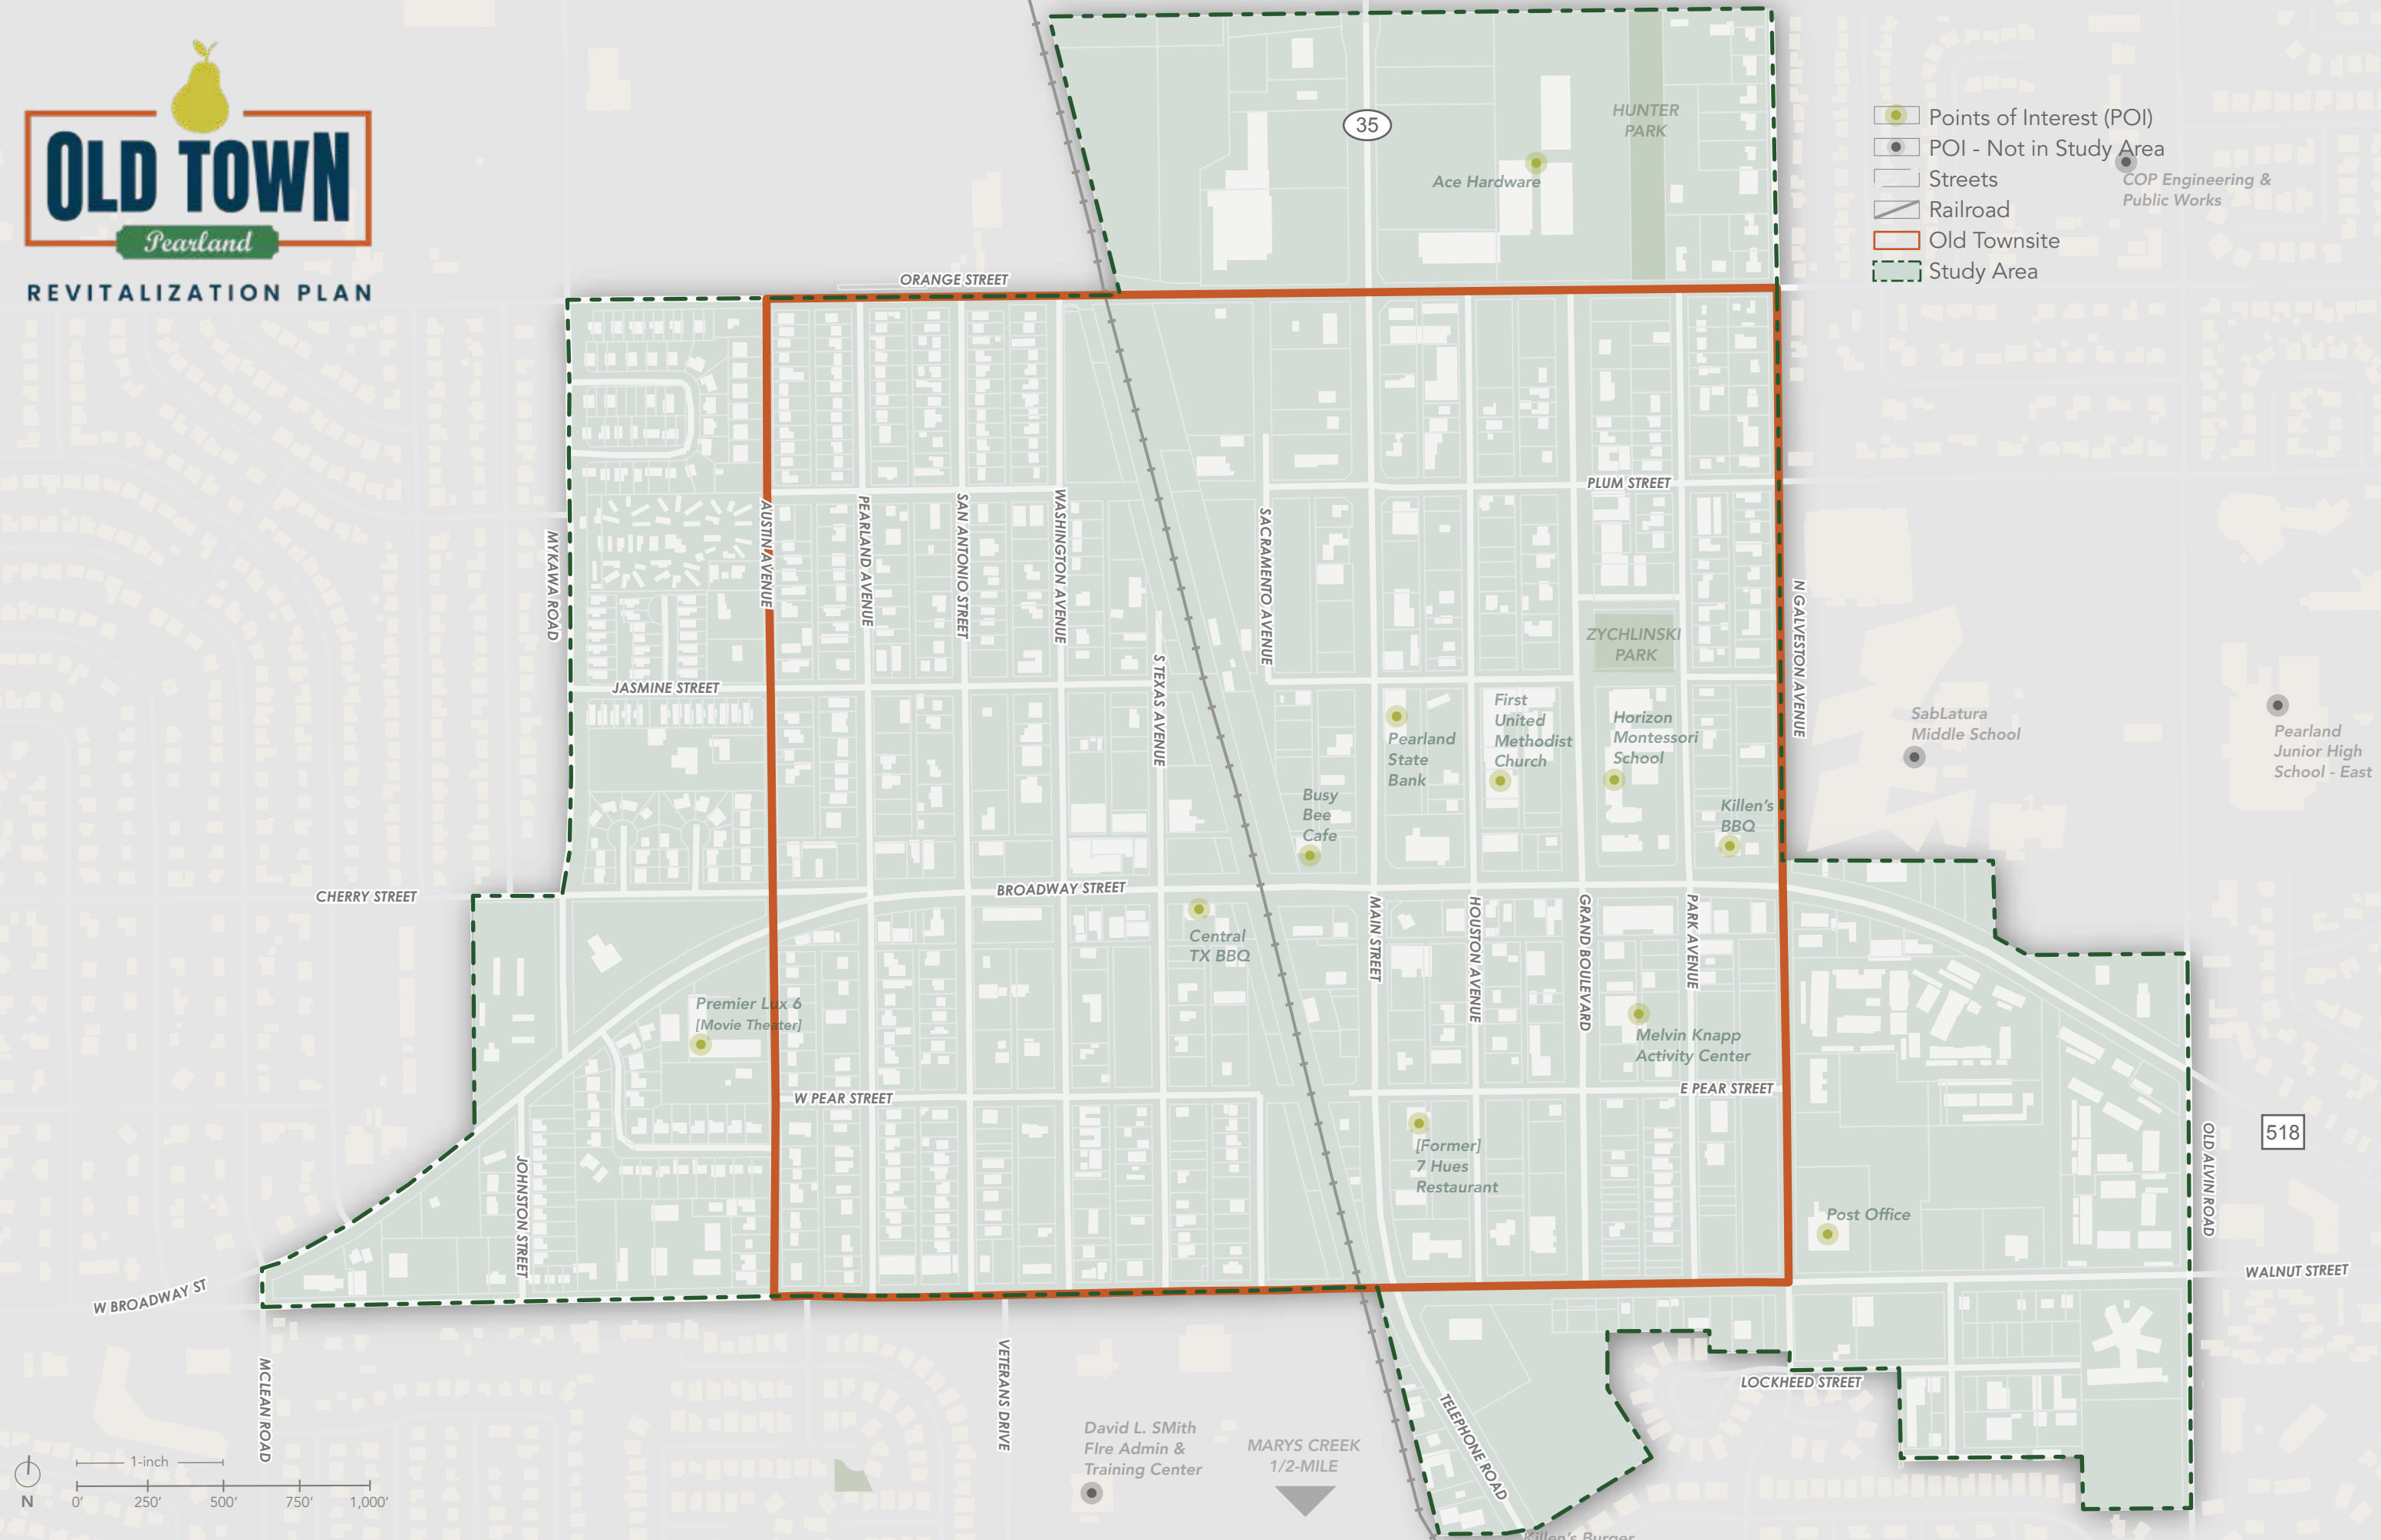 OLD TOWN
Pearland
REVITALIZATION PLAN
35
HUNTER
PARK
Ace Hardware
Points of Interest (POI)
POI - Not in Study Area
Streets
Railroad
Old Townsite
Study Area
COP Engineering &
Public Works
ORANGE STREET
PLUM STREET
MYKAWA ROAD
AUSTIN AVENUE
PEARLAND AVENUE
SAN ANTONIO STREET
WASHINGTON AVENUE
S TEXAS AVENUE
SACRAMENTO AVENUE
N GALVESTON AVENUE
ZYCHLINSKI
PARK
JASMINE STREET
Pearland
State
Bank
First
United
Methodist
Church
Horizon
Montessori
School
SabLatura
Middle School
Pearland
Junior High
School - East
Busy
Bee
Cafe
Killen's
BBQ
CHERRY STREET
BROADWAY STREET
Central
TX BBQ
MAIN STREET
HOUSTON AVENUE
GRAND BOULEVARD
PARK AVENUE
Premier Lux 6
[Movie Theater]
Melvin Knapp
Activity Center
W PEAR STREET
E PEAR STREET
[Former]
7 Hues
Restaurant
518
OLD ALVIN ROAD
JOHNSTON STREET
Post Office
W BROADWAY ST
WALNUT STREET
MCLEAN ROAD
VETERANS DRIVE
LOCKHEED STREET
TELEPHONE ROAD
David L. SMith
FIre Admin &
Training Center
MARYS CREEK
1/2-MILE
Killen's Burger
1-inch
N
0'
250'
500'
750'
1,000'